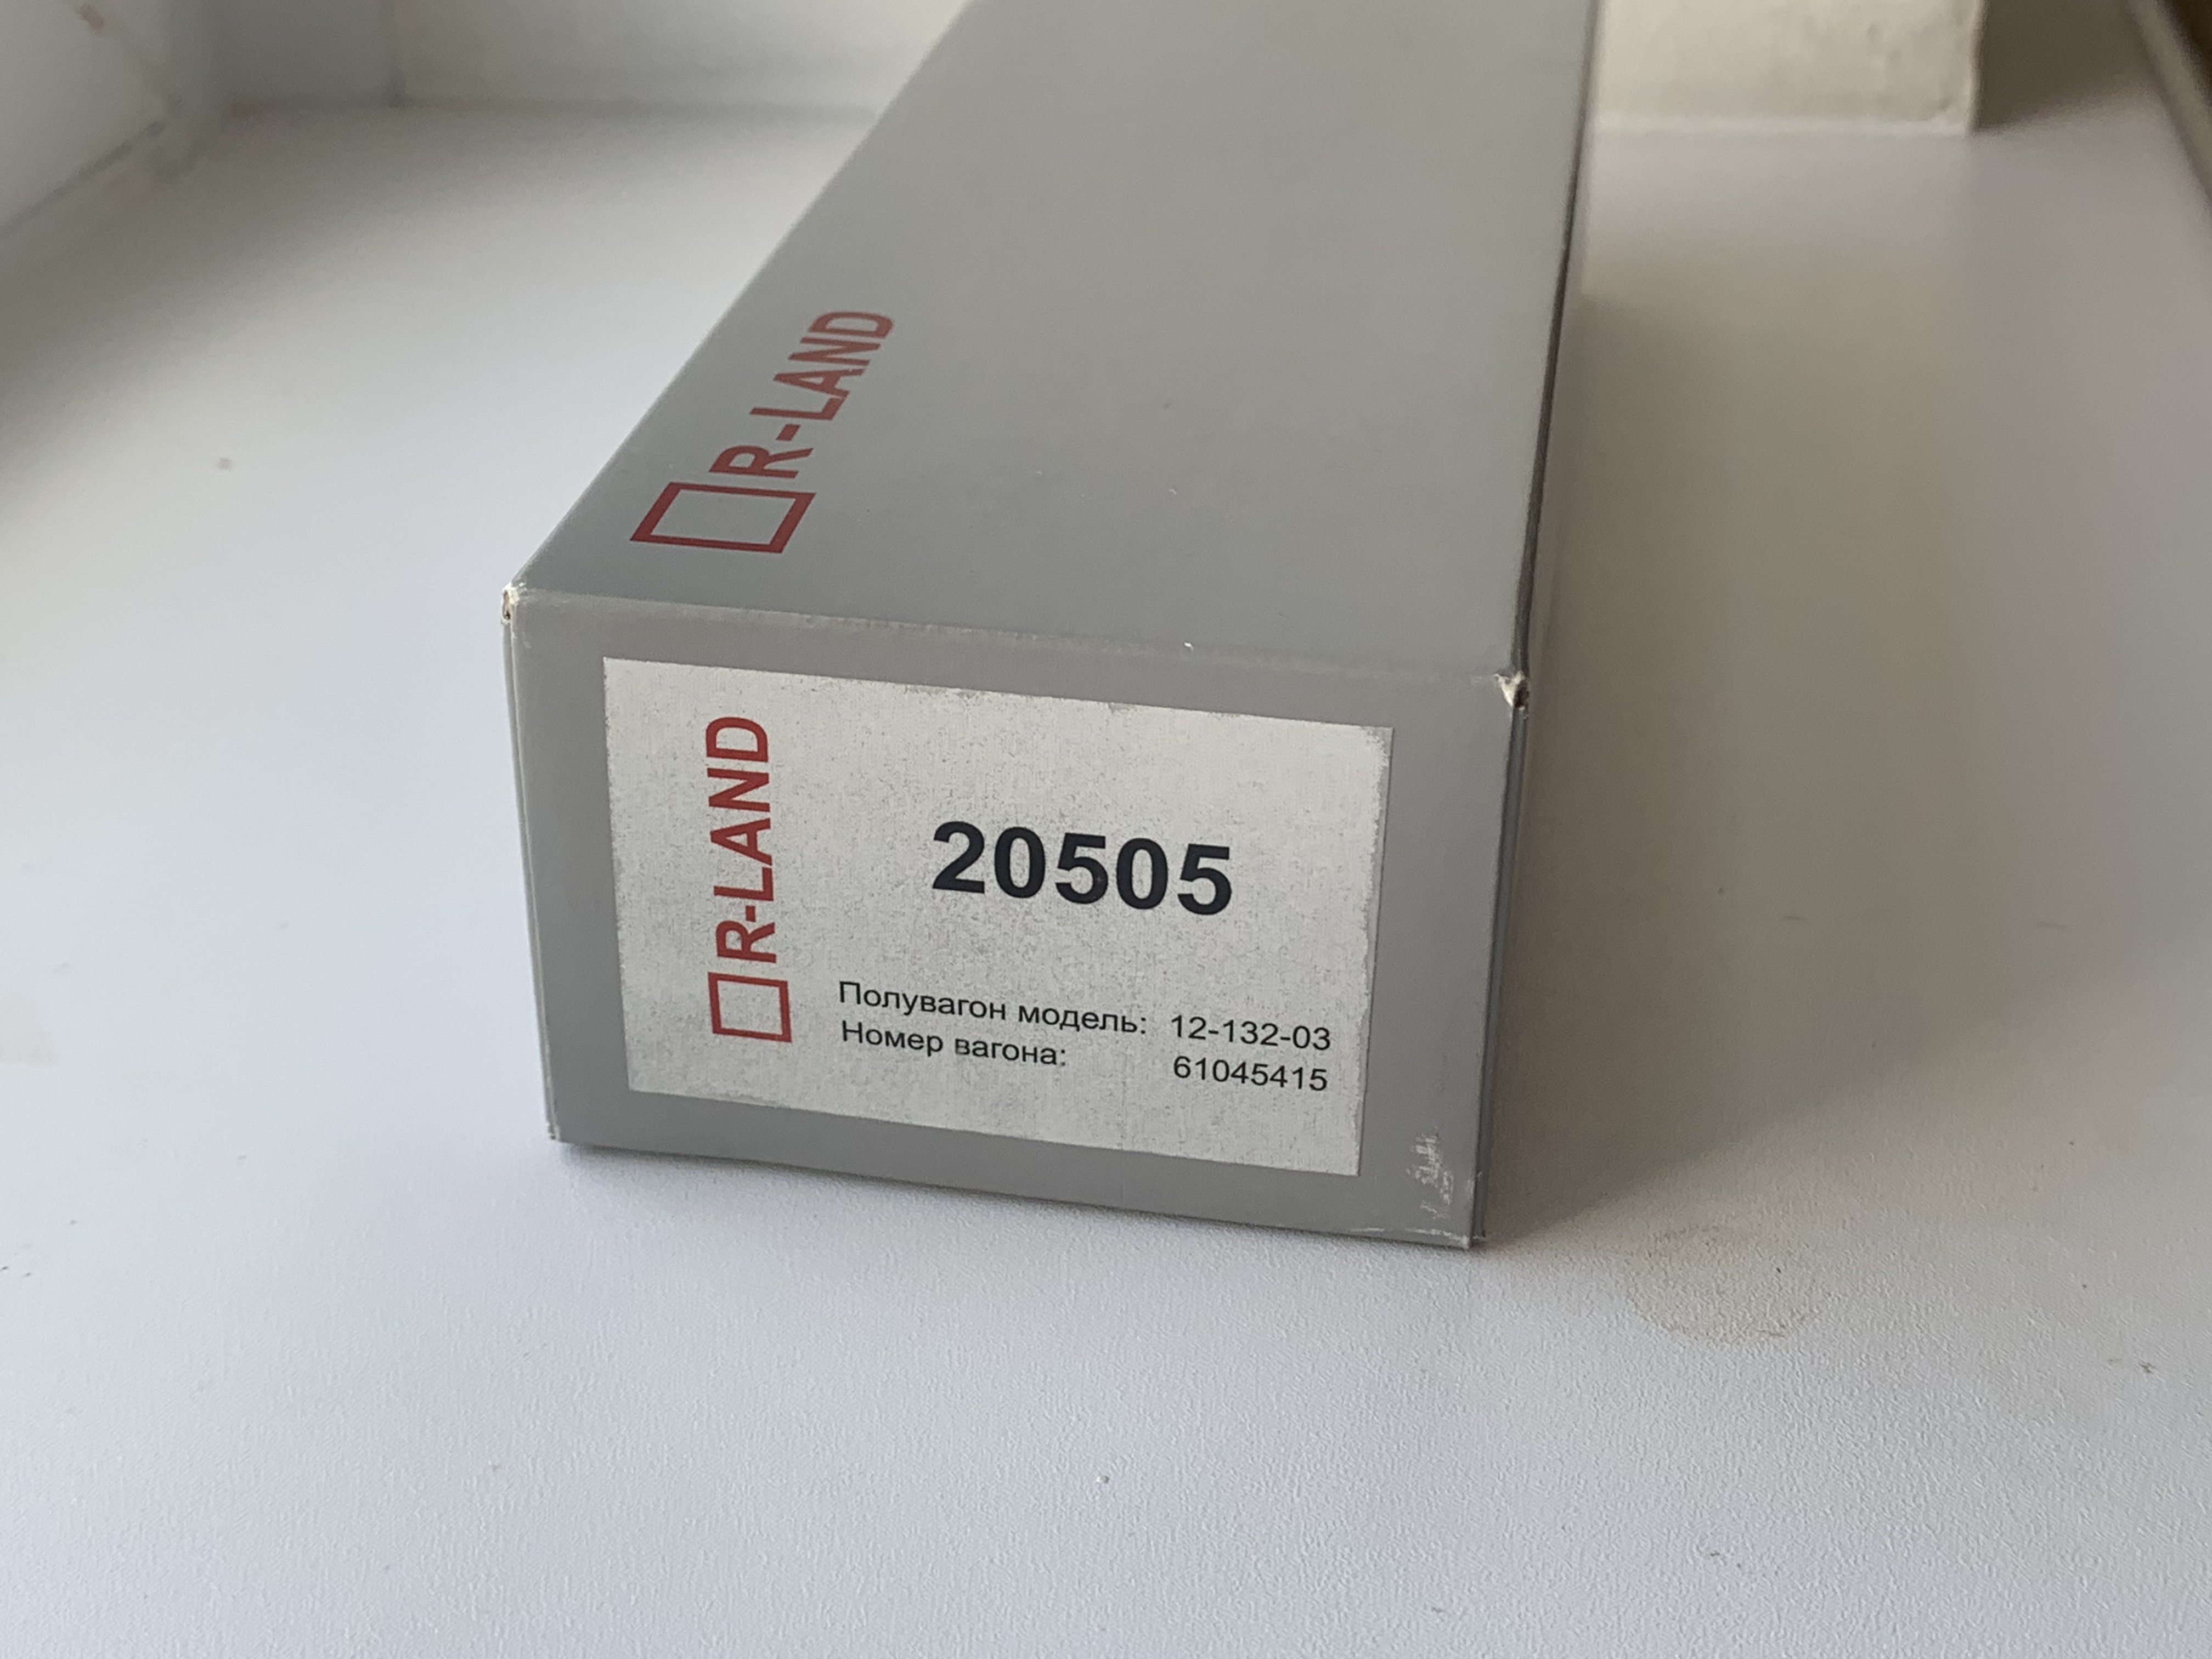 R-LAND
R-LAND
20505
Полувагон модель: 12-132-03
Номер вагона: 61045415